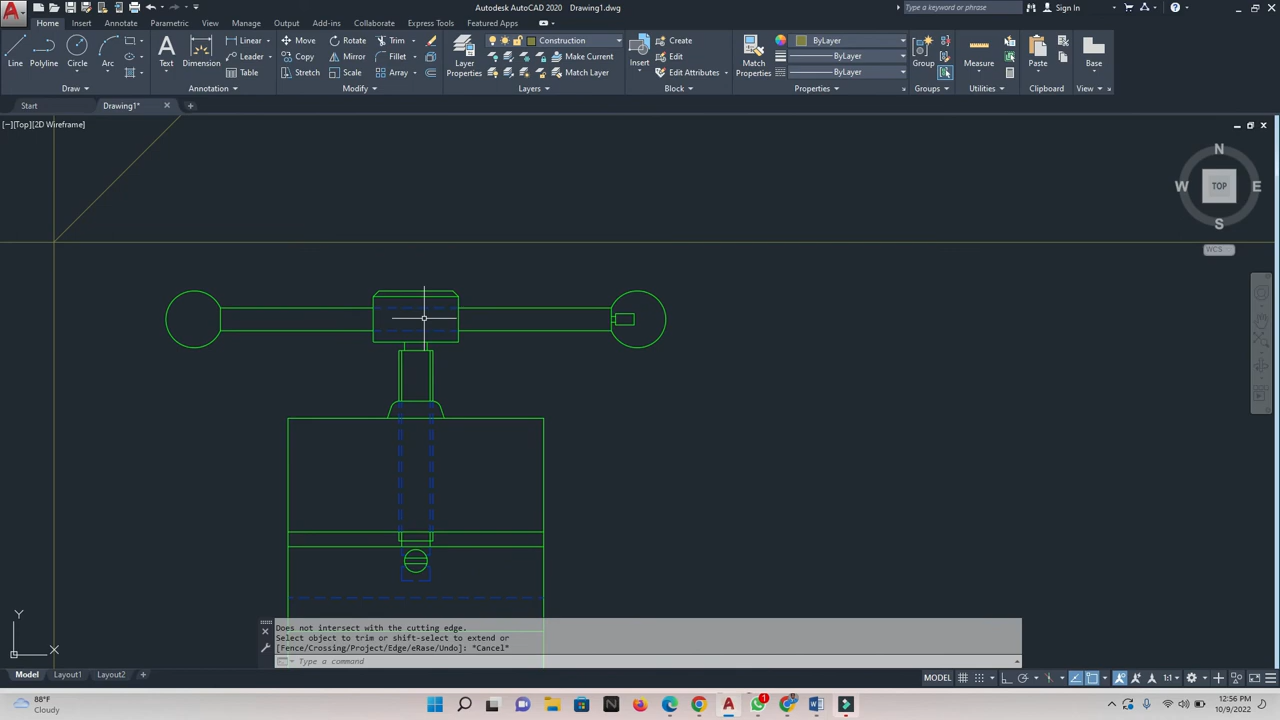 Autodesk AutoCAD 2020 Drawing1.dwg
Type a keyword or phrase
Sign In
Home Insert Annotate Parametric View Manage Output Add-ins Collaborate Express Tools Featured Apps
Line Polyline Circle Arc
Text Dimension
Linear
Leader
Table
Move Rotate Trim
Copy Mirror Fillet
Stretch Scale Array
Layer Properties
Construction
Make Current
Match Layer
Insert
Create
Edit
Edit Attributes
Match Properties
ByLayer
ByLayer
ByLayer
Group
Measure
Paste
Base
Draw Annotation Modify Layers Block Properties Groups Utilities Clipboard View
Start Drawing1*
[−][Top][2D Wireframe]
N
W TOP E
S
WCS
Y
X
Does not intersect with the cutting edge.
Select object to trim or shift-select to extend or
[Fence/Crossing/Project/Edge/eRase/Undo]: *Cancel*
Type a command
Model Layout1 Layout2
MODEL
1:1
88°F
Cloudy
1
12:56 PM
10/9/2022